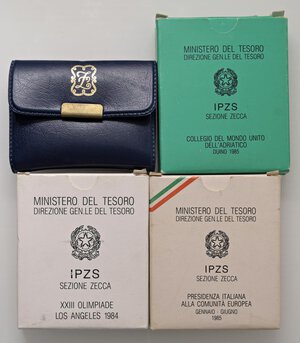 MINISTERO DEL TESORO
DIREZIONE GEN.LE DEL TESORO
IPZS
SEZIONE ZECCA
COLLEGIO DEL MONDO UNITO
DELL'ADRIATICO
DUINO 1985
MINISTERO DEL TESORO
DIREZIONE GEN.LE DEL TESORO
IPZS
SEZIONE ZECCA
XXIII OLIMPIADE
LOS ANGELES 1984
MINISTERO DEL TESORO
DIREZIONE GEN.LE DEL TESORO
IPZS
SEZIONE ZECCA
PRESIDENZA ITALIANA
ALLA COMUNITÀ EUROPEA
GENNAIO - GIUGNO
1985